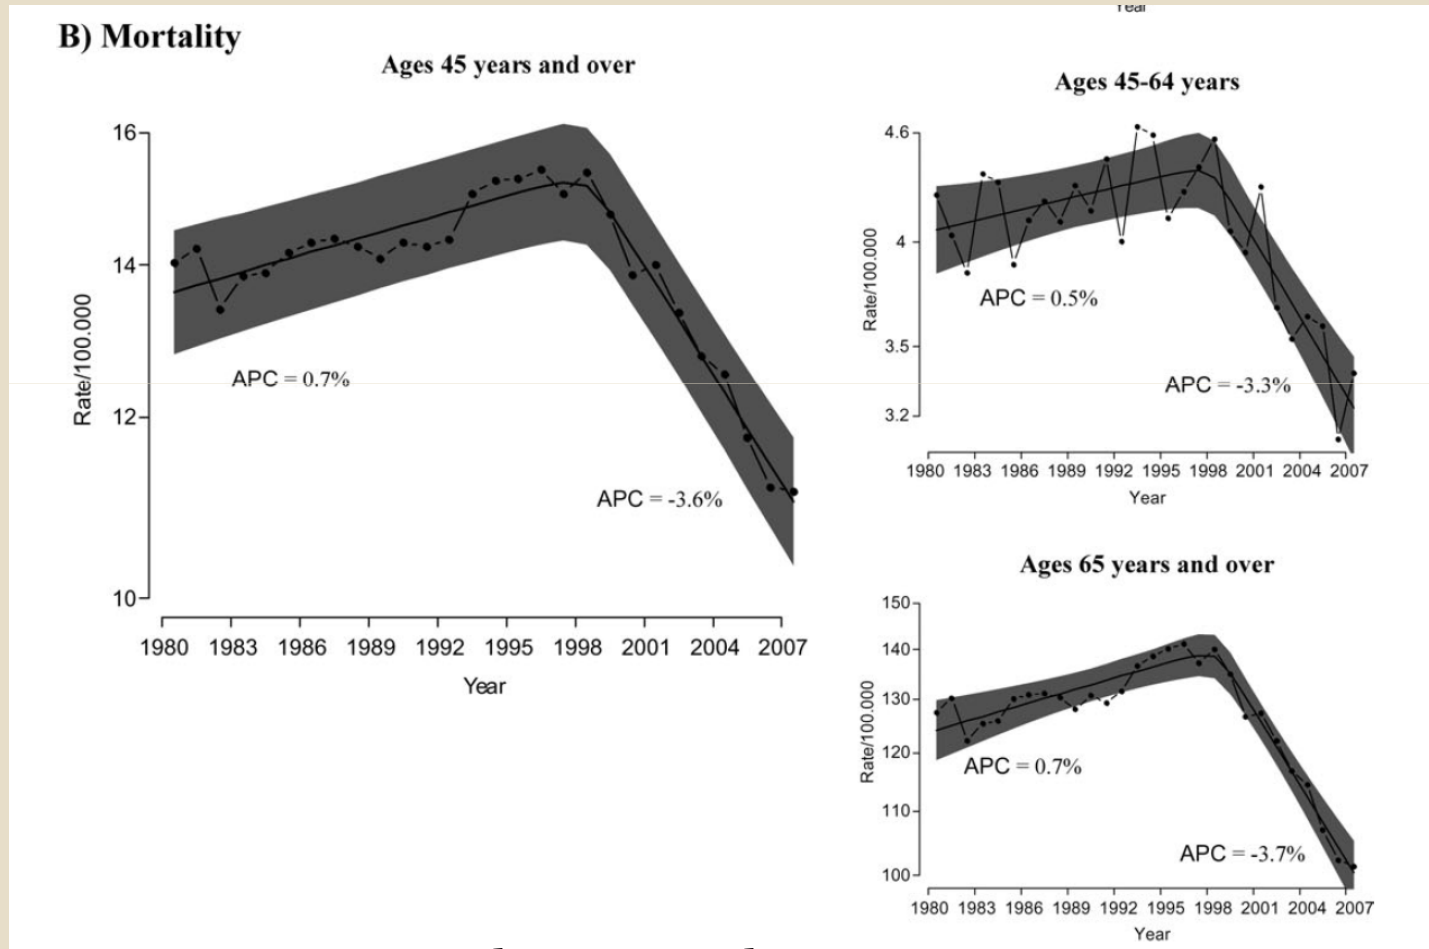 Year
B) Mortality
Ages 45 years and over
16
14
12
10
Rate/100.000
APC = 0.7%
APC = -3.6%
1980 1983 1986 1989 1992 1995 1998 2001 2004 2007
Year
Ages 45-64 years
4.6
4
3.5
3.2
Rate/100.000
APC = 0.5%
APC = -3.3%
1980 1983 1986 1989 1992 1995 1998 2001 2004 2007
Year
Ages 65 years and over
150
140
130
120
110
100
Rate/100.000
APC = 0.7%
APC = -3.7%
1980 1983 1986 1989 1992 1995 1998 2001 2004 2007
Year